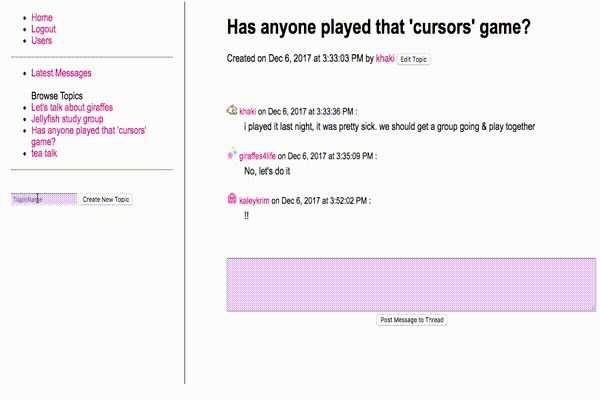 Home
Logout
Users
Latest Messages
Browse Topics
Let's talk about giraffes
Jellyfish study group
Has anyone played that 'cursors'
game?
tea talk
TopicName
Create New Topic
Has anyone played that 'cursors' game?
Created on Dec 6, 2017 at 3:33:03 PM by khaki Edit Topic
khaki on Dec 6, 2017 at 3:33:36 PM :
i played it last night, it was pretty sick. we should get a group going & play together
giraffes4life on Dec 6, 2017 at 3:35:09 PM :
No, let's do it
kaleykrim on Dec 6, 2017 at 3:52:02 PM :
!!
Post Message to Thread